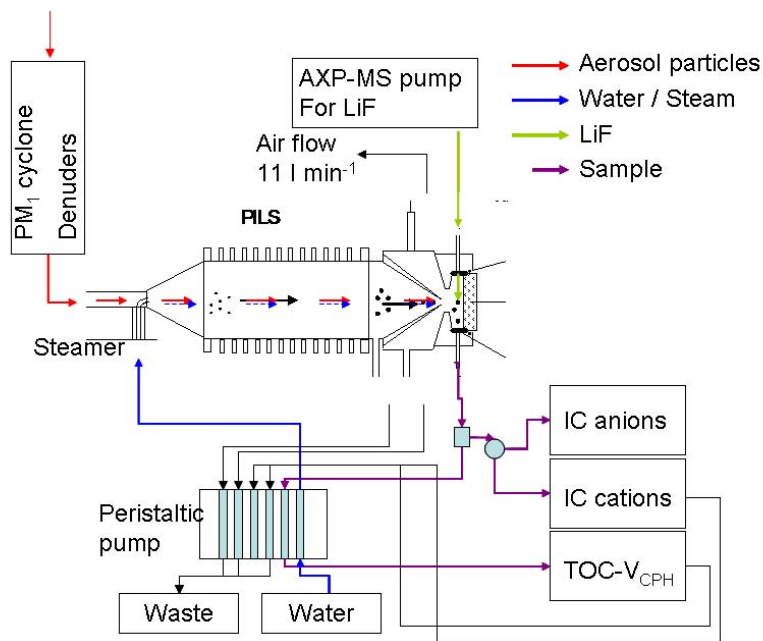 AXP-MS pump
For LiF
Aerosol particles
Water / Steam
LiF
Sample
PM₁ cyclone
Denuders
Air flow
11 l min⁻¹
PILS
Steamer
IC anions
IC cations
TOC-V_CPH
Peristaltic
pump
Waste
Water